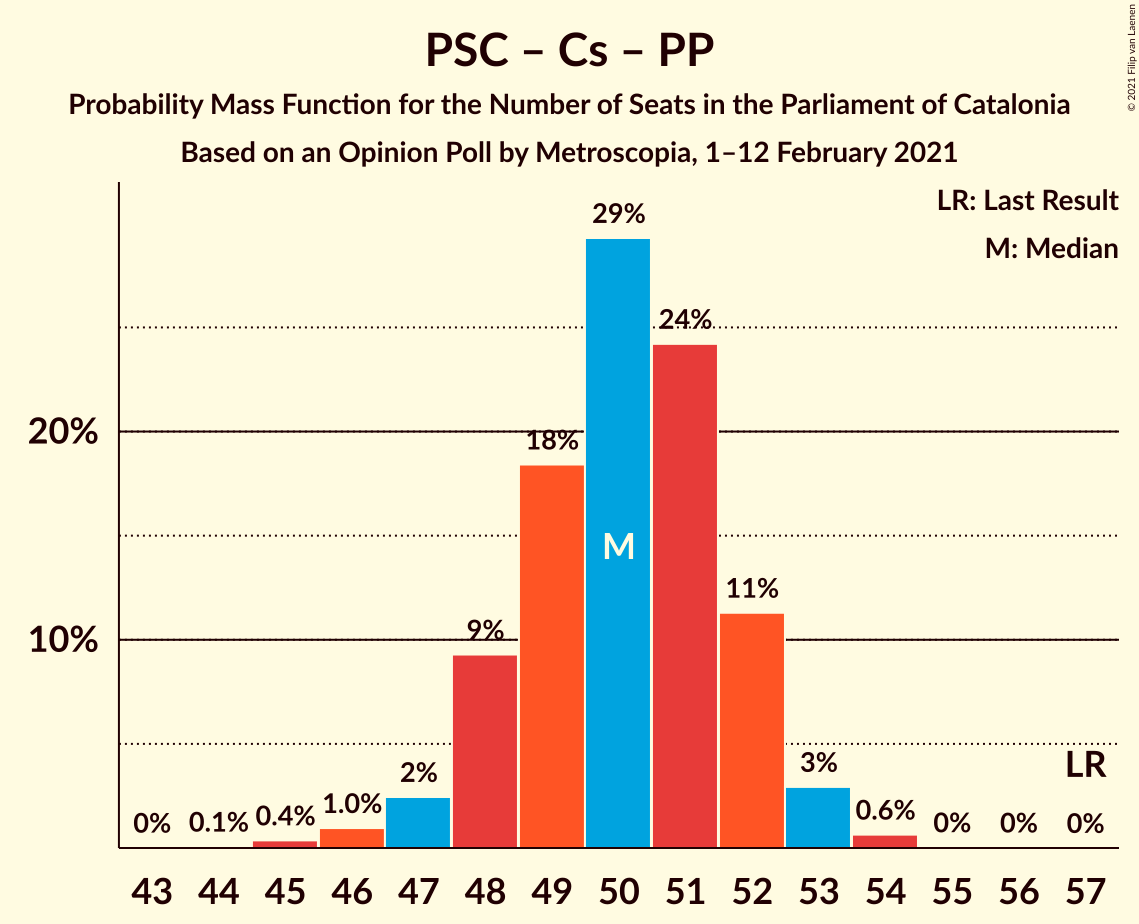 PSC – Cs – PP
Probability Mass Function for the Number of Seats in the Parliament of Catalonia
Based on an Opinion Poll by Metroscopia, 1–12 February 2021
© 2021 Filip van Laenen
LR: Last Result
M: Median
20%
10%
0%
0.1%
0.4%
1.0%
2%
9%
18%
29%
M
24%
11%
3%
0.6%
0%
0%
LR
0%
43 44 45 46 47 48 49 50 51 52 53 54 55 56 57